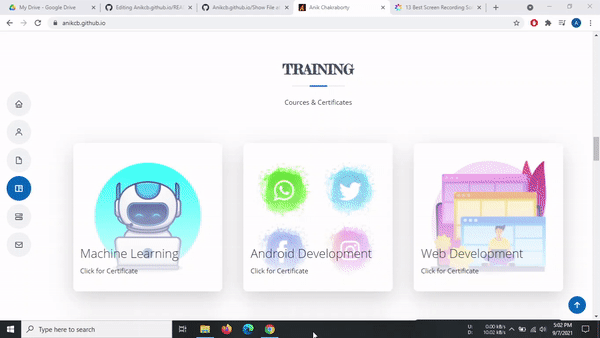 My Drive - Google Drive
Editing Anikcb.github.io/REA
Anikcb.github.io/Show File at
Anik Chakraborty
13 Best Screen Recording So
anikcb.github.io
TRAINING
Cources & Certificates
Machine Learning
Click for Certificate
Android Development
Click for Certificate
Web Development
Click for Certificate
Type here to search
U: 0.00 kB/s
D: 10.02 kB/s
5:02 PM
9/7/2021